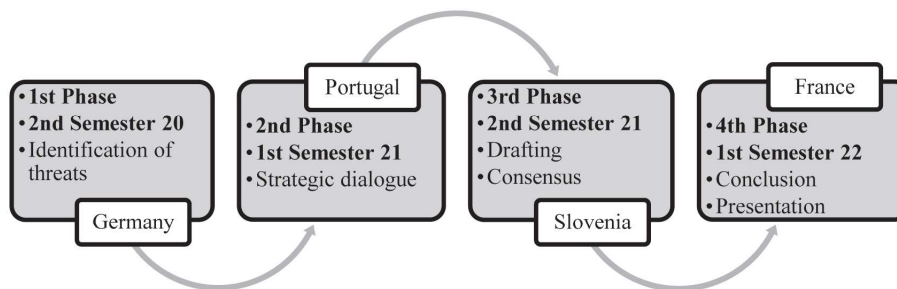 •1st Phase
•2nd Semester 20
•Identification of
threats
Germany
Portugal
•2nd Phase
•1st Semester 21
•Strategic dialogue
•3rd Phase
•2nd Semester 21
•Drafting
•Consensus
Slovenia
France
•4th Phase
•1st Semester 22
•Conclusion
•Presentation